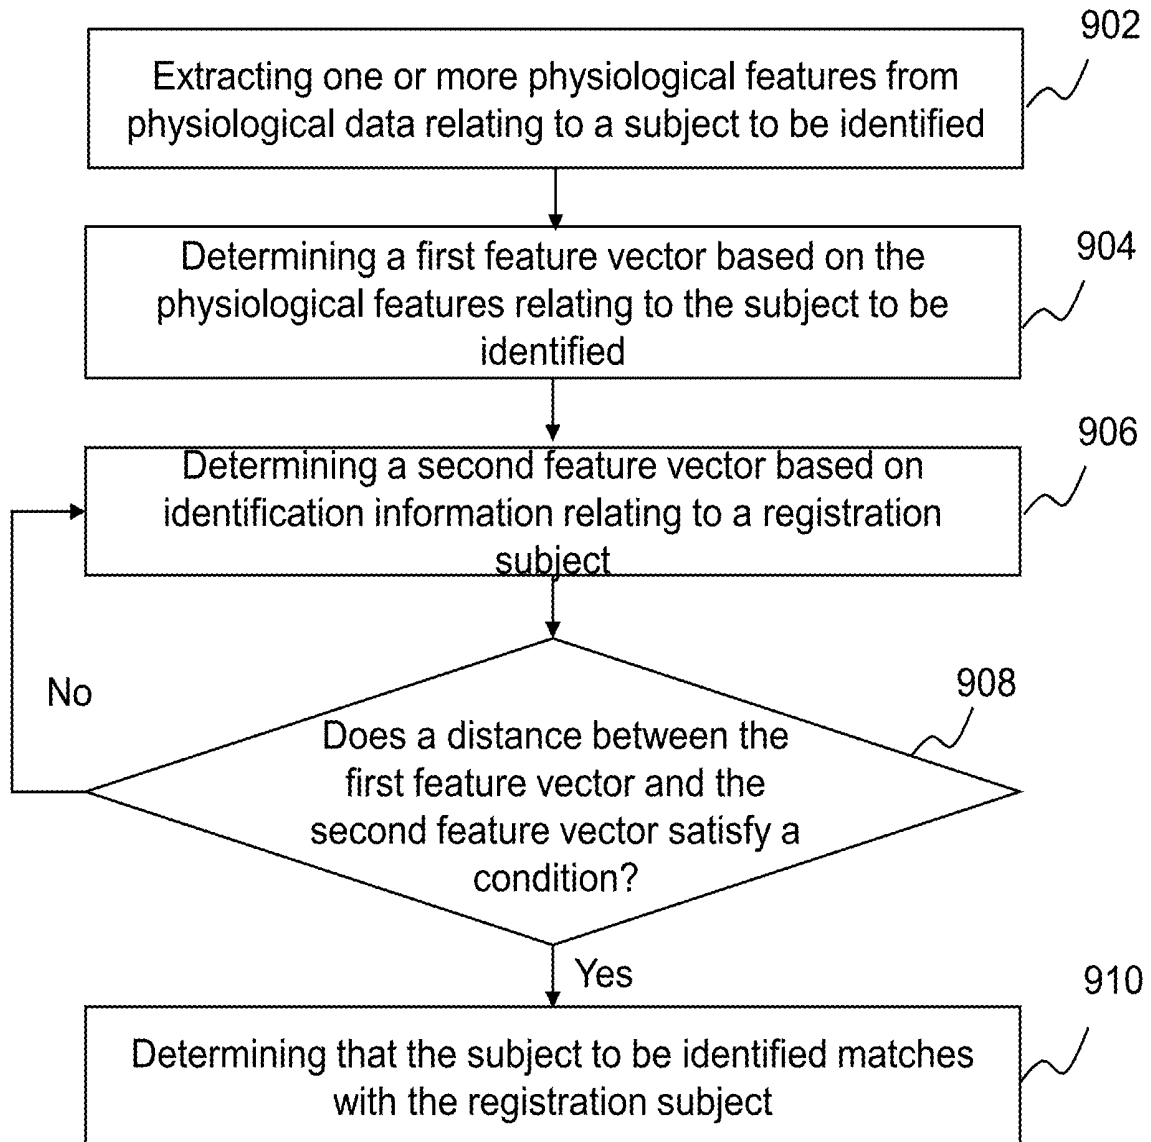 902
Extracting one or more physiological features from
physiological data relating to a subject to be identified
904
Determining a first feature vector based on the
physiological features relating to the subject to be
identified
906
Determining a second feature vector based on
identification information relating to a registration
subject
No
908
Does a distance between the
first feature vector and the
second feature vector satisfy a
condition?
Yes
910
Determining that the subject to be identified matches
with the registration subject